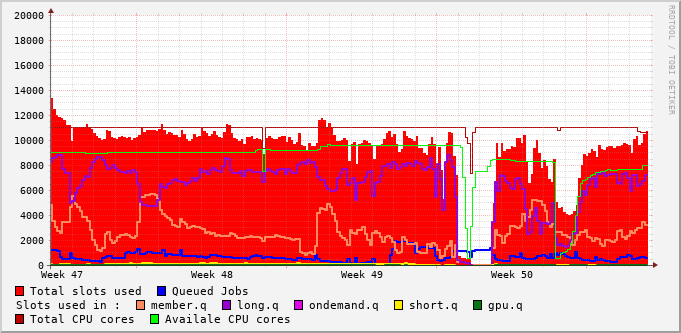 20000
18000
16000
14000
12000
10000
8000
6000
4000
2000
0
Week 47 Week 48 Week 49 Week 50
Total slots used Queued Jobs
Slots used in : member.q long.q ondemand.q short.q gpu.q
Total CPU cores Availale CPU cores
RRDTOOL / TOBI OETIKER